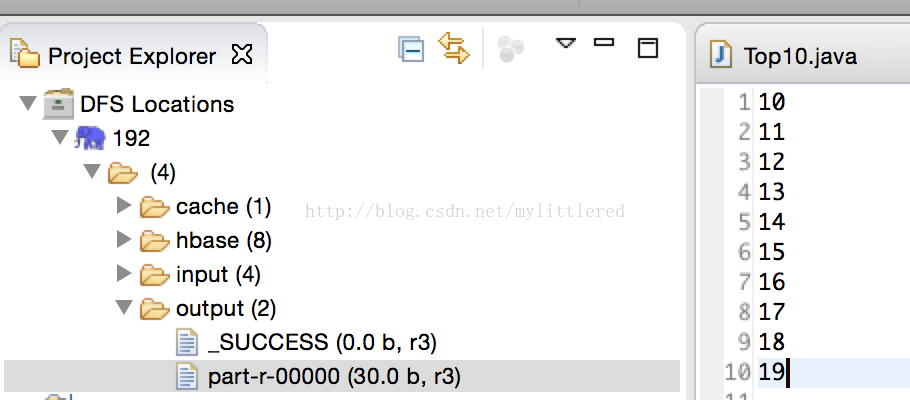 Project Explorer
DFS Locations
192
(4)
cache (1)
hbase (8)
input (4)
output (2)
_SUCCESS (0.0 b, r3)
part-r-00000 (30.0 b, r3)
http://blog.csdn.net/mylittlered
Top10.java
1 10
2 11
3 12
4 13
5 14
6 15
7 16
8 17
9 18
10 19